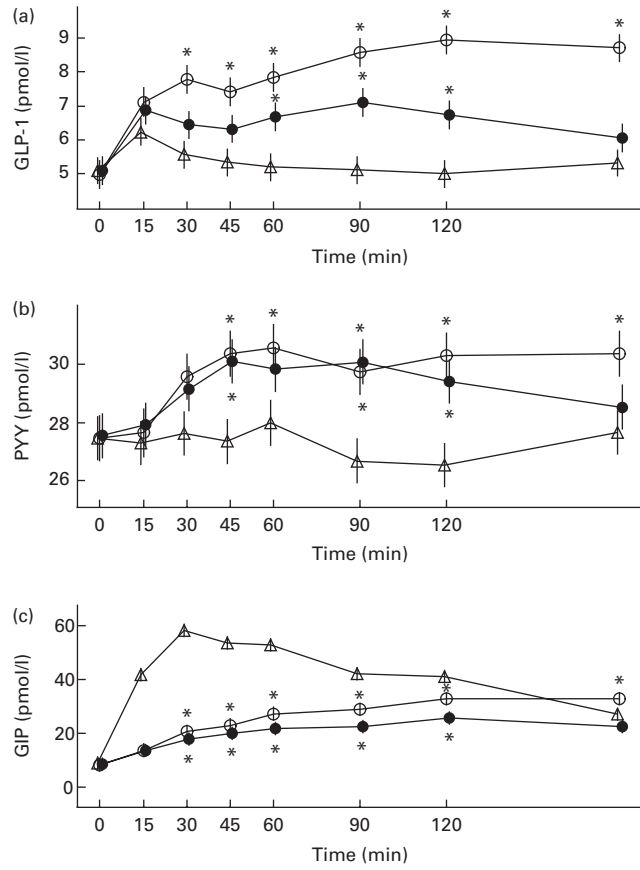 (a)
GLP-1 (pmol/l)
9
8
7
6
5
* * * * * *
* * *
0 15 30 45 60 90 120
Time (min)
(b)
PYY (pmol/l)
30
28
26
* * * * *
* * *
0 15 30 45 60 90 120
Time (min)
(c)
GIP (pmol/l)
60
40
20
0
* * * * * *
* * * * *
0 15 30 45 60 90 120
Time (min)